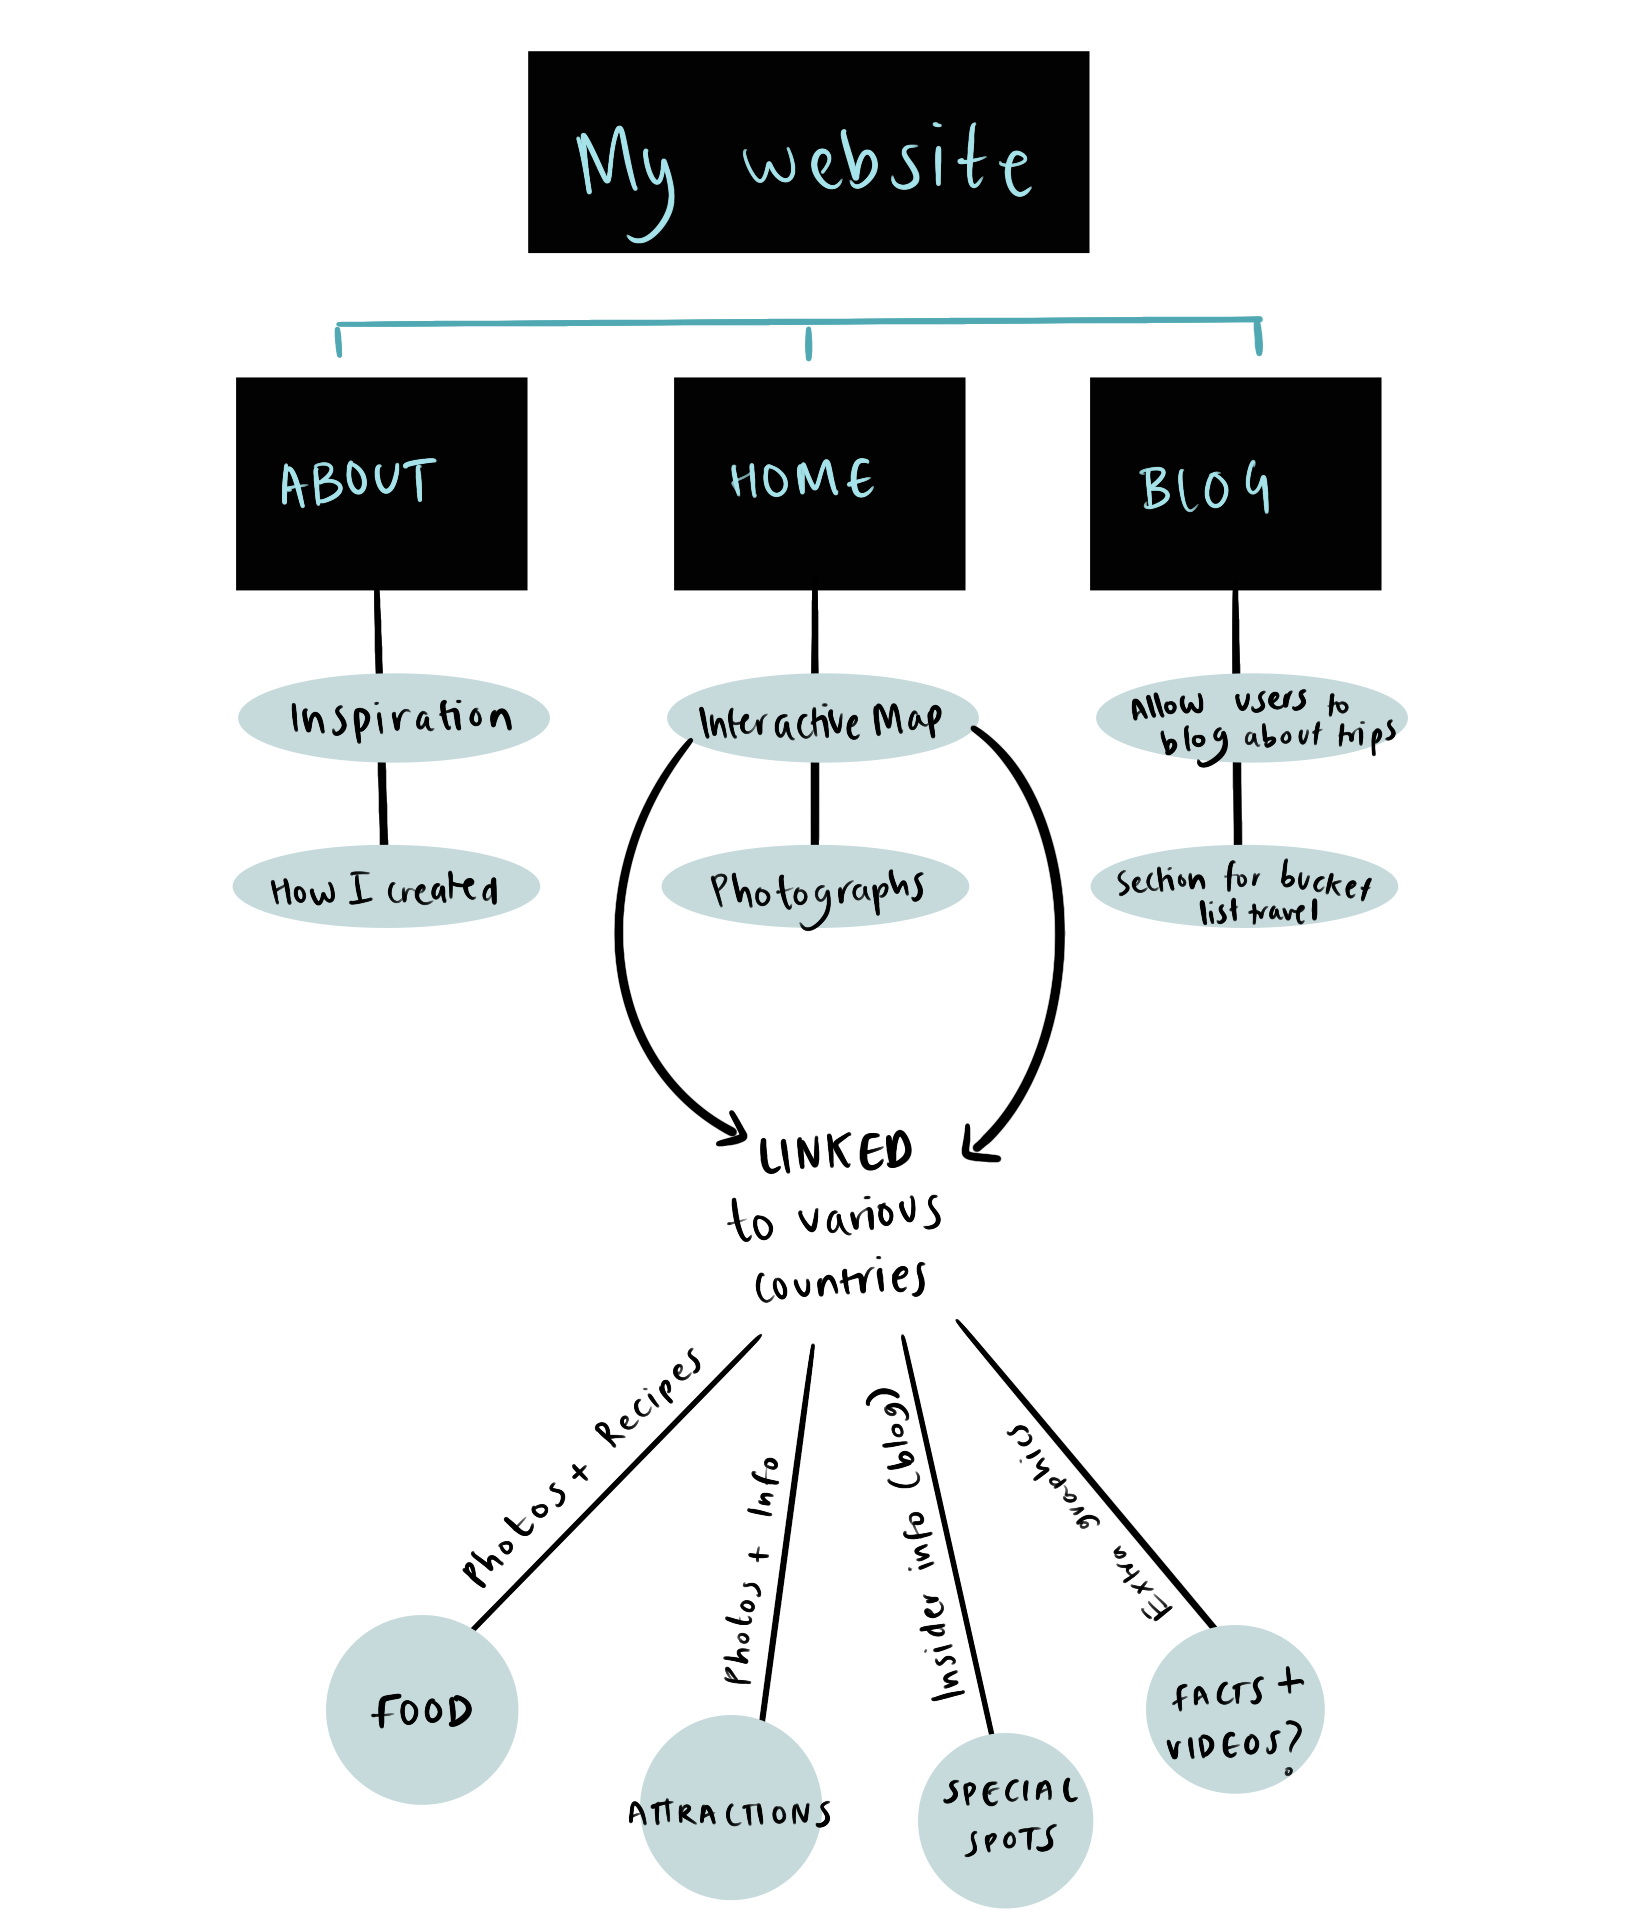 My website
ABOUT
HOME
BLOG
Inspiration
Interactive Map
Allow users to
blog about trips
How I created
Photographs
Section for bucket
list travel
LINKED
to various
countries
Photos + Recipes
Photos + Info
Insider info (blog)
Extra graphics
FOOD
ATTRACTIONS
SPECIAL
SPOTS
FACTS +
VIDEOS?